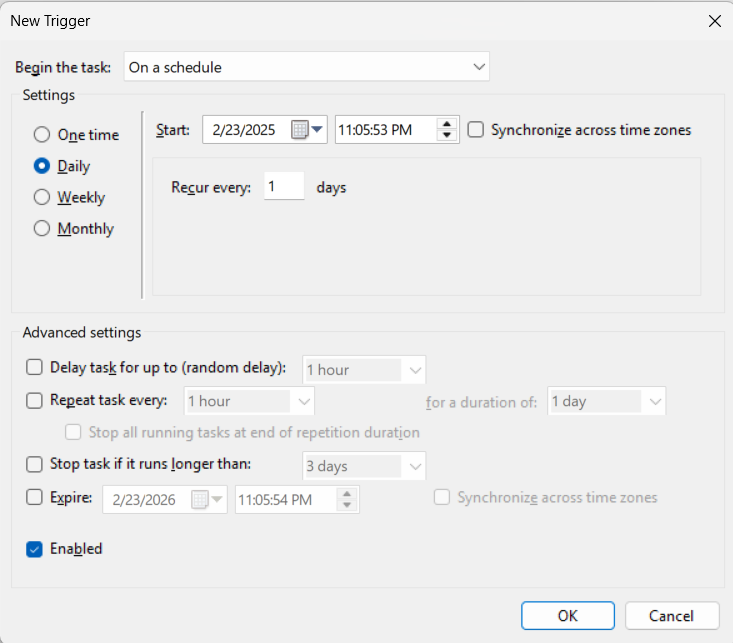 New Trigger
Begin the task: On a schedule
Settings
One time
Daily
Weekly
Monthly
Start: 2/23/2025 11:05:53 PM Synchronize across time zones
Recur every: 1 days
Advanced settings
Delay task for up to (random delay): 1 hour
Repeat task every: 1 hour for a duration of: 1 day
Stop all running tasks at end of repetition duration
Stop task if it runs longer than: 3 days
Expire: 2/23/2026 11:05:54 PM Synchronize across time zones
Enabled
OK Cancel